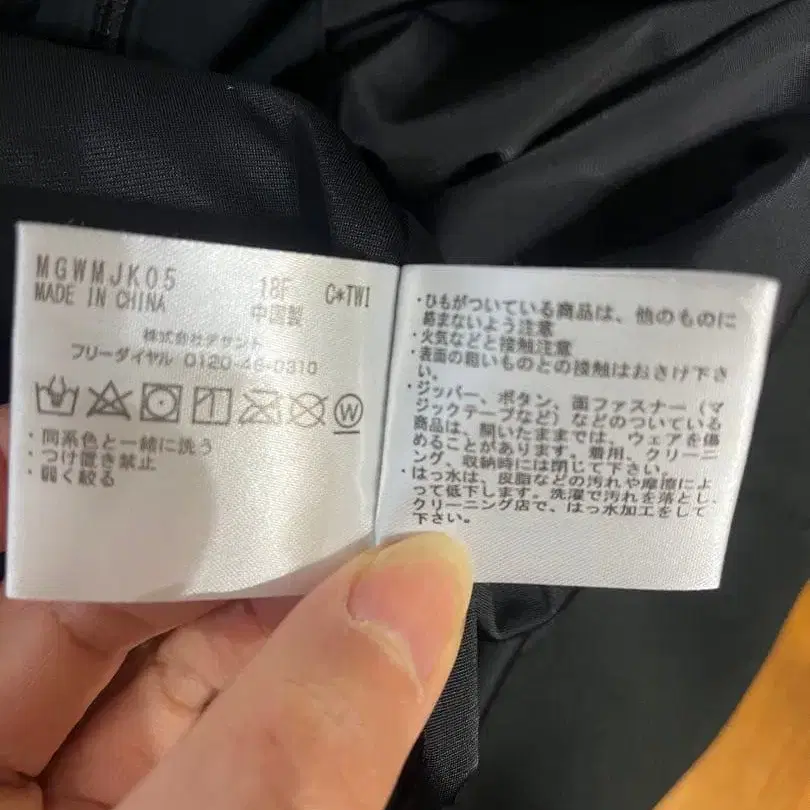 MGWMJK05 18F C*TWI
MADE IN CHINA 中国製
株式会社デサント
フリーダイヤル 0120-46-0310
W
・同系色と一緒に洗う
・つけ置き禁止
・弱く絞る
・ひもがついている商品は、他のものに
絡まないよう注意
・火気などと接触注意
・表面の粗いものとの接触はおさけ下さ
い。
・ジッパー、ボタン、面ファスナー（マ
ジックテープなど）などのついている
商品は、開いたままでは、ウェアを傷
めることがあります。着用、クリーニ
ング、収納時には閉じて下さい。
・はっ水は、皮脂などの汚れや摩擦によ
って低下します。洗濯で汚れを落とし、
クリーニング店で、はっ水加工をして
下さい。